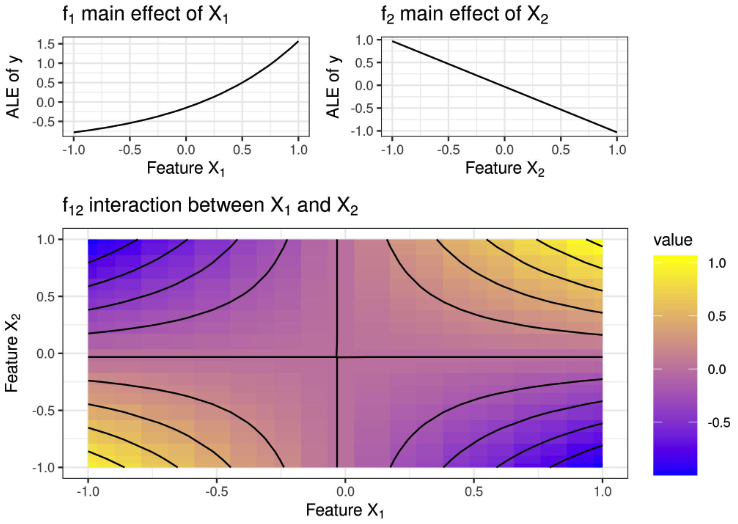 f₁ main effect of X₁
ALE of y
1.5
1.0
0.5
0.0
-0.5
-1.0 -0.5 0.0 0.5 1.0
Feature X₁
f₂ main effect of X₂
ALE of y
1.0
0.5
0.0
-0.5
-1.0
-1.0 -0.5 0.0 0.5 1.0
Feature X₂
f₁₂ interaction between X₁ and X₂
Feature X₂
1.0
0.5
0.0
-0.5
-1.0
-1.0 -0.5 0.0 0.5 1.0
Feature X₁
value
1.0
0.5
0.0
-0.5